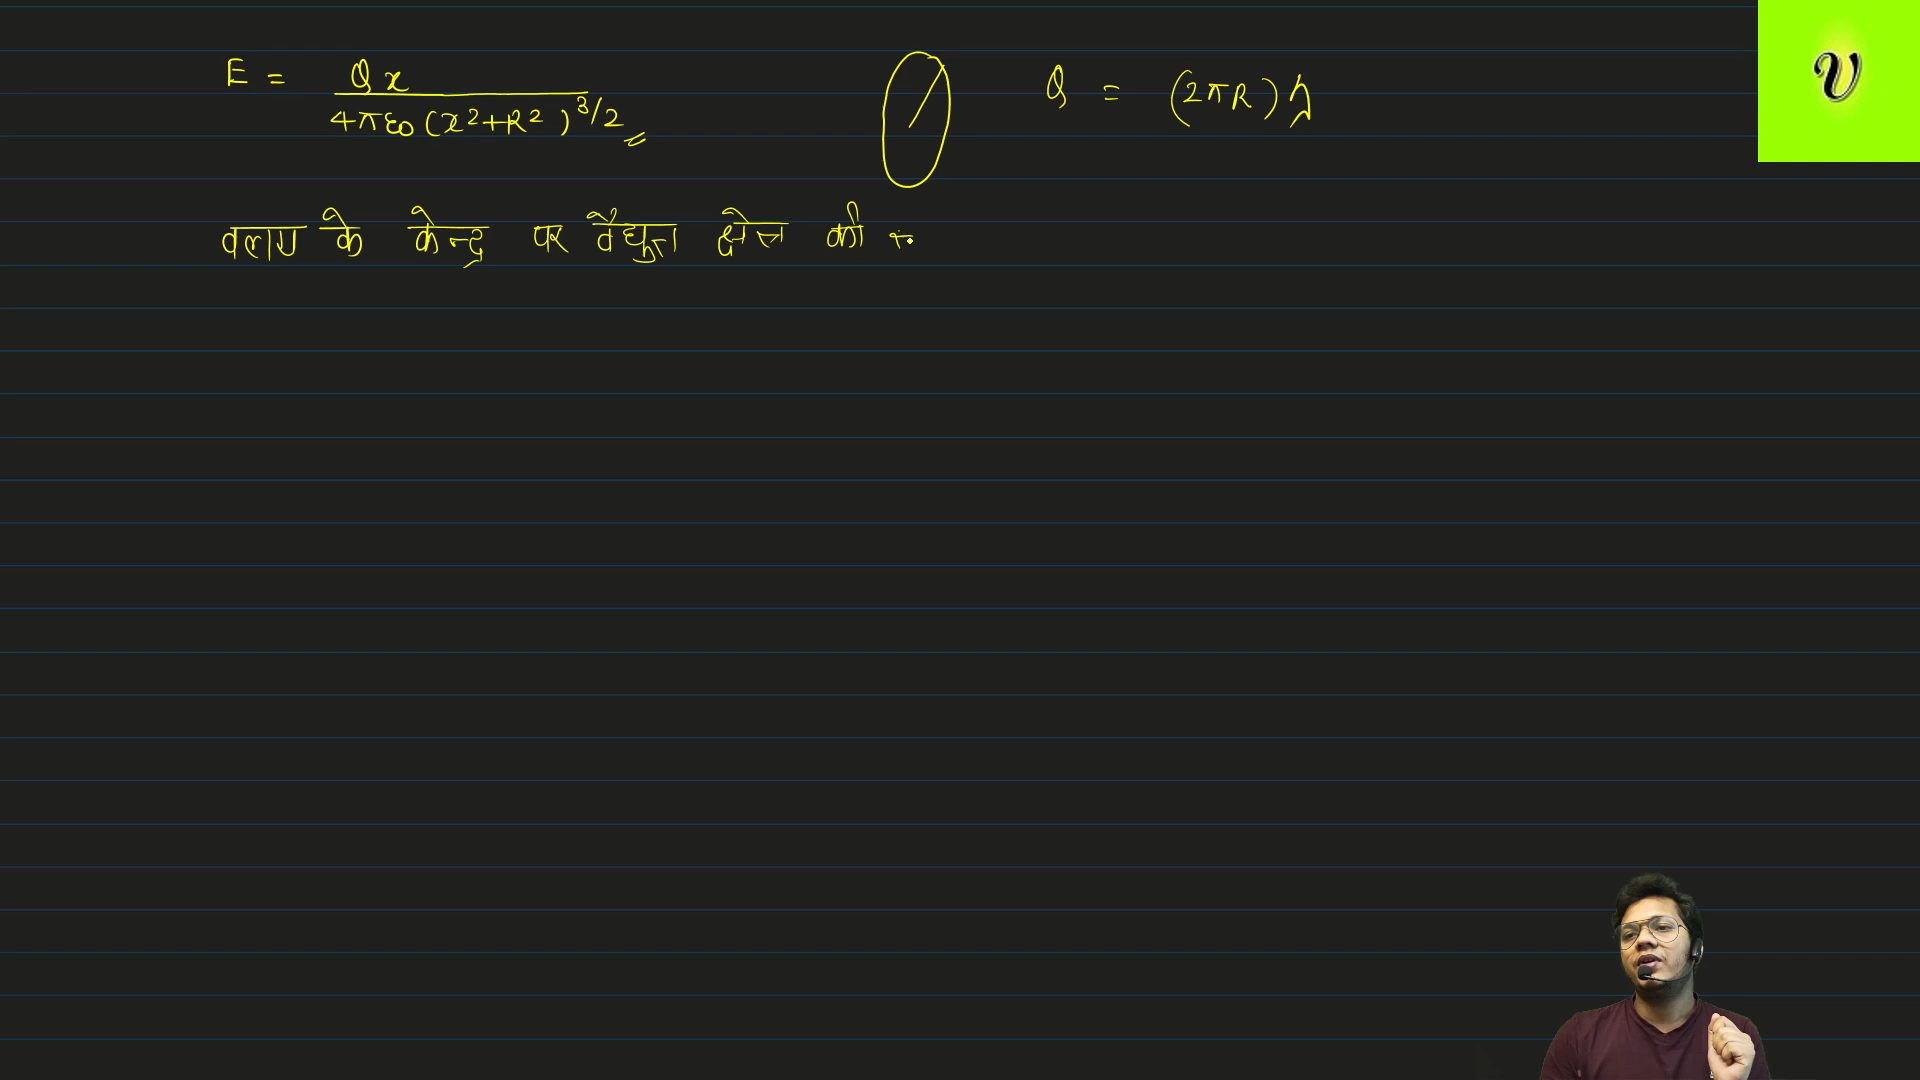 E = Qx / 4πε0 (x²+R²)^3/2
Q = (2πR) λ
वलय के केन्द्र पर वैद्युत क्षेत्र की
υ